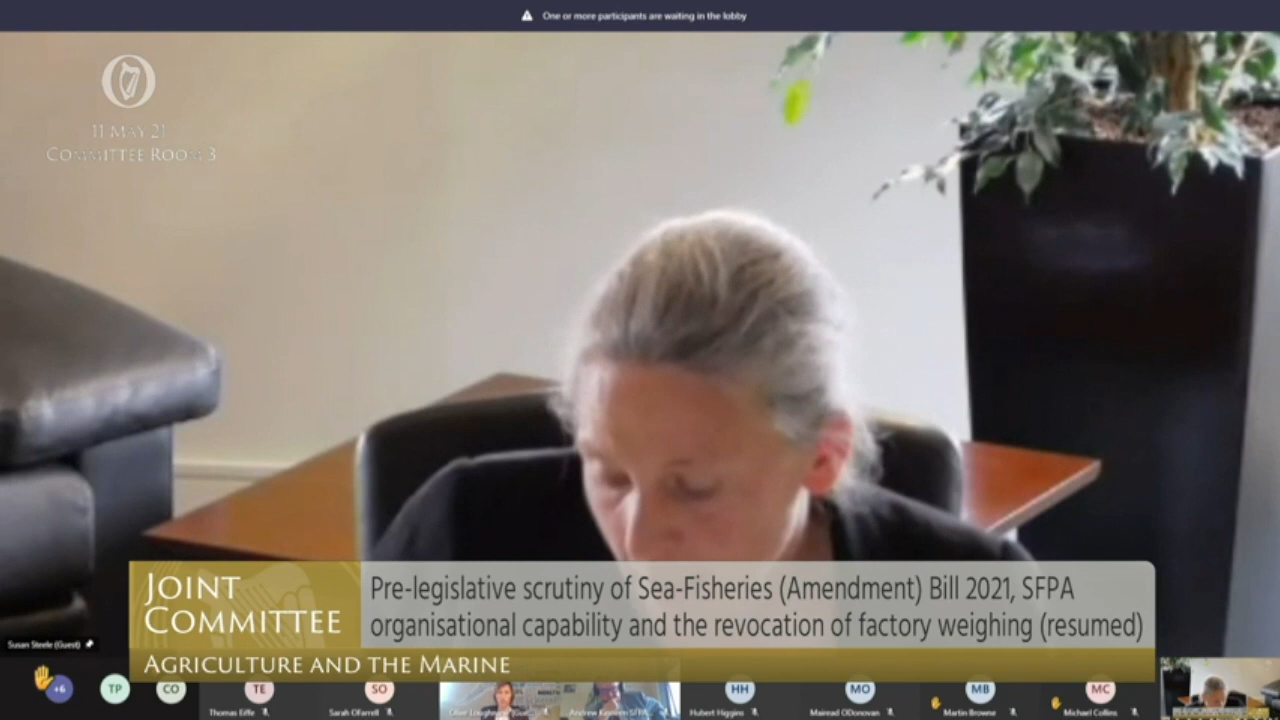 One or more participants are waiting in the lobby
11 MAY 21
COMMITTEE ROOM 3
JOINT
COMMITTEE
Pre-legislative scrutiny of Sea-Fisheries (Amendment) Bill 2021, SFPA
organisational capability and the revocation of factory weighing (resumed)
AGRICULTURE AND THE MARINE
Susan Steele (Guest)
+6
TP
CO
TE
SO
HH
MO
MB
MC
Thomas Eiffe
Sarah OFarrell
Andrew Kinneen SFPA...
Hubert Higgins
Mairead ODonovan
Martin Browne
Michael Collins